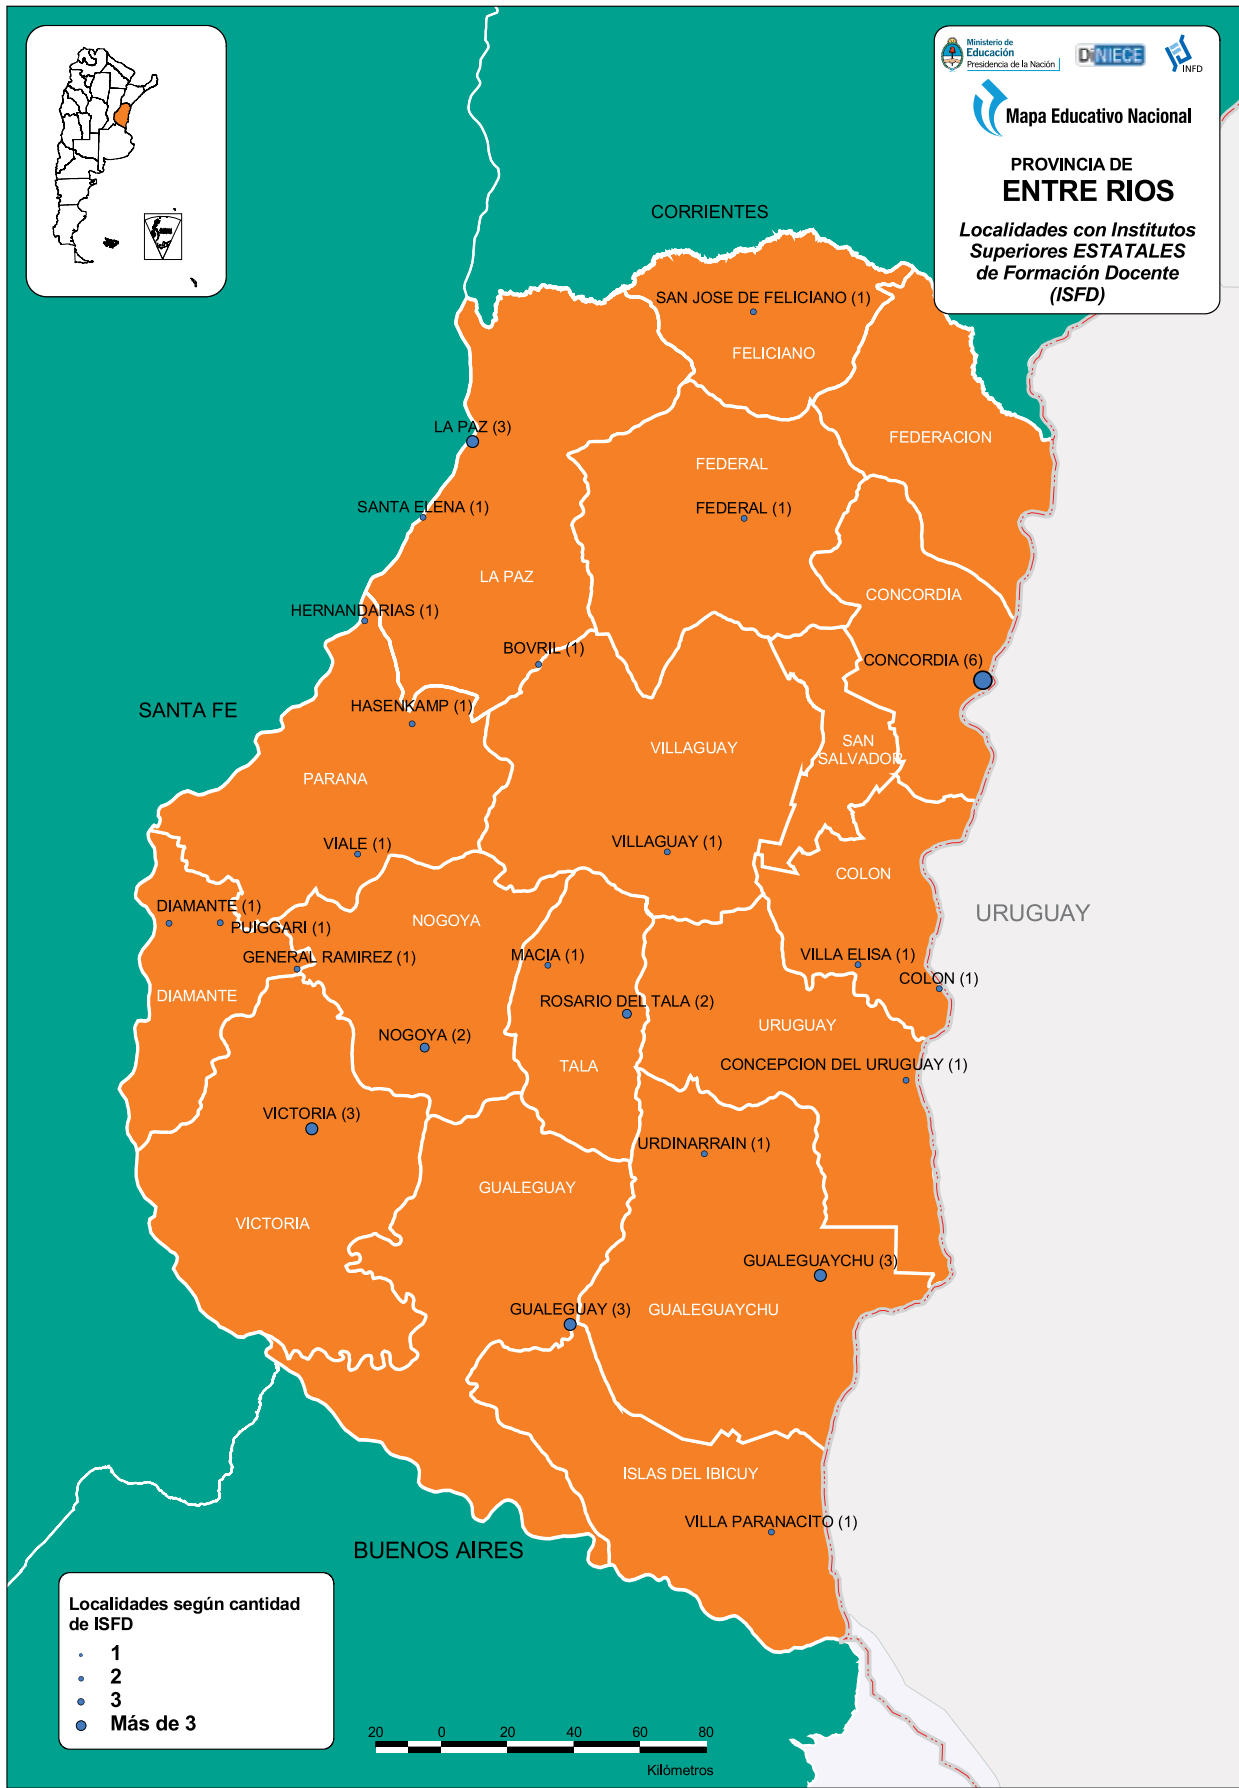 Ministerio de
Educación
Presidencia de la Nación
DiNIECE
INFD
Mapa Educativo Nacional
PROVINCIA DE
ENTRE RIOS
Localidades con Institutos
Superiores ESTATALES
de Formación Docente
(ISFD)
CORRIENTES
SAN JOSE DE FELICIANO (1)
FELICIANO
LA PAZ (3)
FEDERACION
FEDERAL
SANTA ELENA (1)
FEDERAL (1)
LA PAZ
CONCORDIA
HERNANDARIAS (1)
BOVRIL (1)
CONCORDIA (6)
SANTA FE
HASENKAMP (1)
VILLAGUAY
SAN
SALVADOR
PARANA
VIALE (1)
VILLAGUAY (1)
COLON
DIAMANTE (1)
PUIGGARI (1)
NOGOYA
URUGUAY
GENERAL RAMIREZ (1)
MACIA (1)
VILLA ELISA (1)
COLON (1)
DIAMANTE
ROSARIO DEL TALA (2)
URUGUAY
NOGOYA (2)
TALA
CONCEPCION DEL URUGUAY (1)
VICTORIA (3)
URDINARRAIN (1)
GUALEGUAY
VICTORIA
GUALEGUAYCHU (3)
GUALEGUAY (3)
GUALEGUAYCHU
ISLAS DEL IBICUY
VILLA PARANACITO (1)
BUENOS AIRES
Localidades según cantidad
de ISFD
1
2
3
Más de 3
20 0 20 40 60 80
Kilómetros